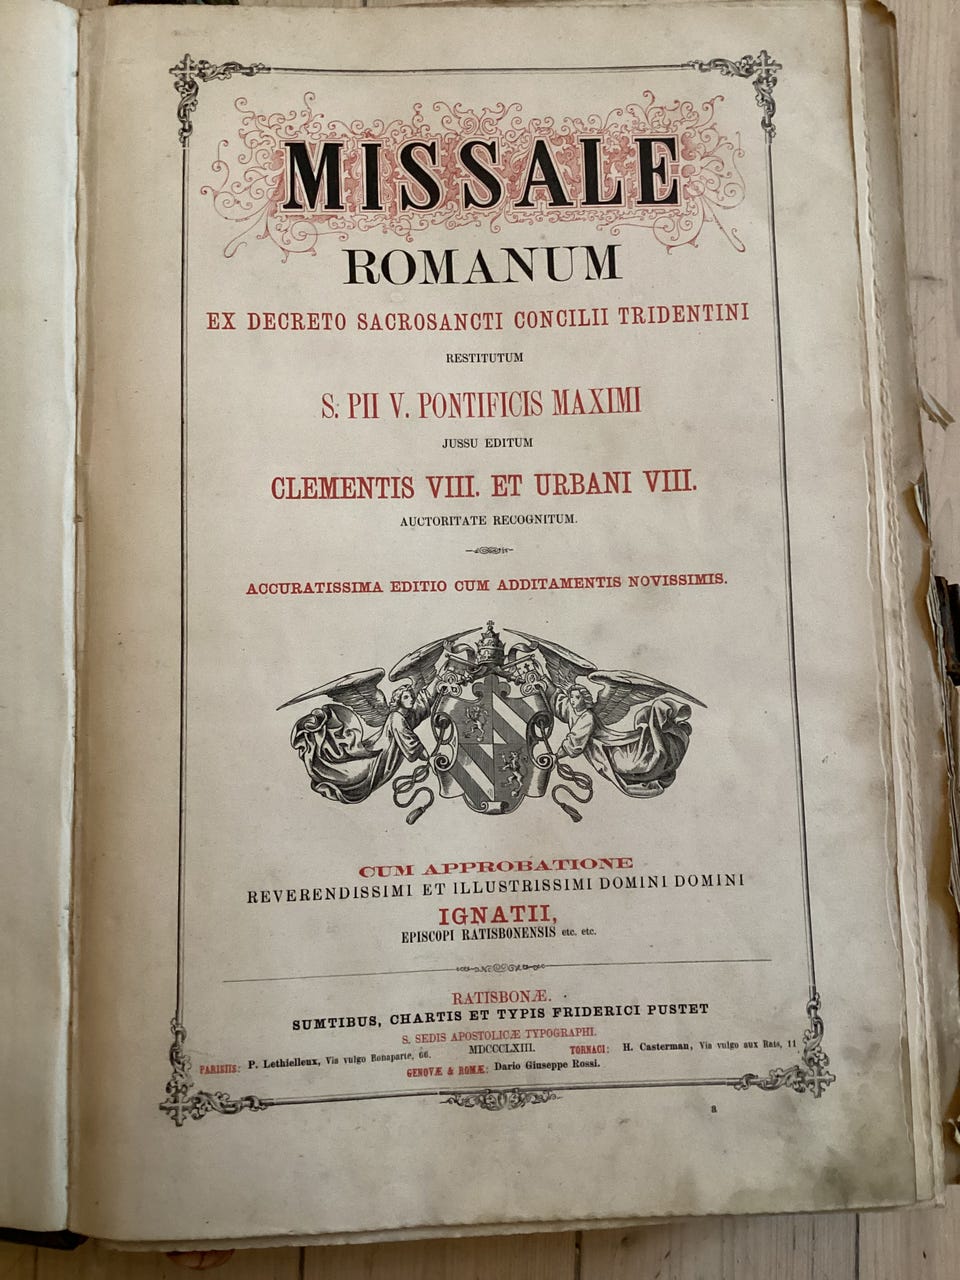 MISSALE
ROMANUM
EX DECRETO SACROSANCTI CONCILII TRIDENTINI
RESTITUTUM
S. PII V. PONTIFICIS MAXIMI
JUSSU EDITUM
CLEMENTIS VIII. ET URBANI VIII.
AUCTORITATE RECOGNITUM.
ACCURATISSIMA EDITIO CUM ADDITAMENTIS NOVISSIMIS.
CUM APPROBATIONE
REVERENDISSIMI ET ILLUSTRISSIMI DOMINI DOMINI
IGNATII,
EPISCOPI RATISBONENSIS etc. etc.
RATISBONÆ.
SUMTIBUS, CHARTIS ET TYPIS FRIDERICI PUSTET
S. SEDIS APOSTOLICÆ TYPOGRAPHI.
MDCCCLXIII.
PARISIIS: P. Lethielleux, Via vulgo Bonaparte, 66. TORNACI: H. Casterman, Via vulgo aux Rats, 11
GENOVÆ & ROMÆ: Dario Giuseppe Rossi.
a